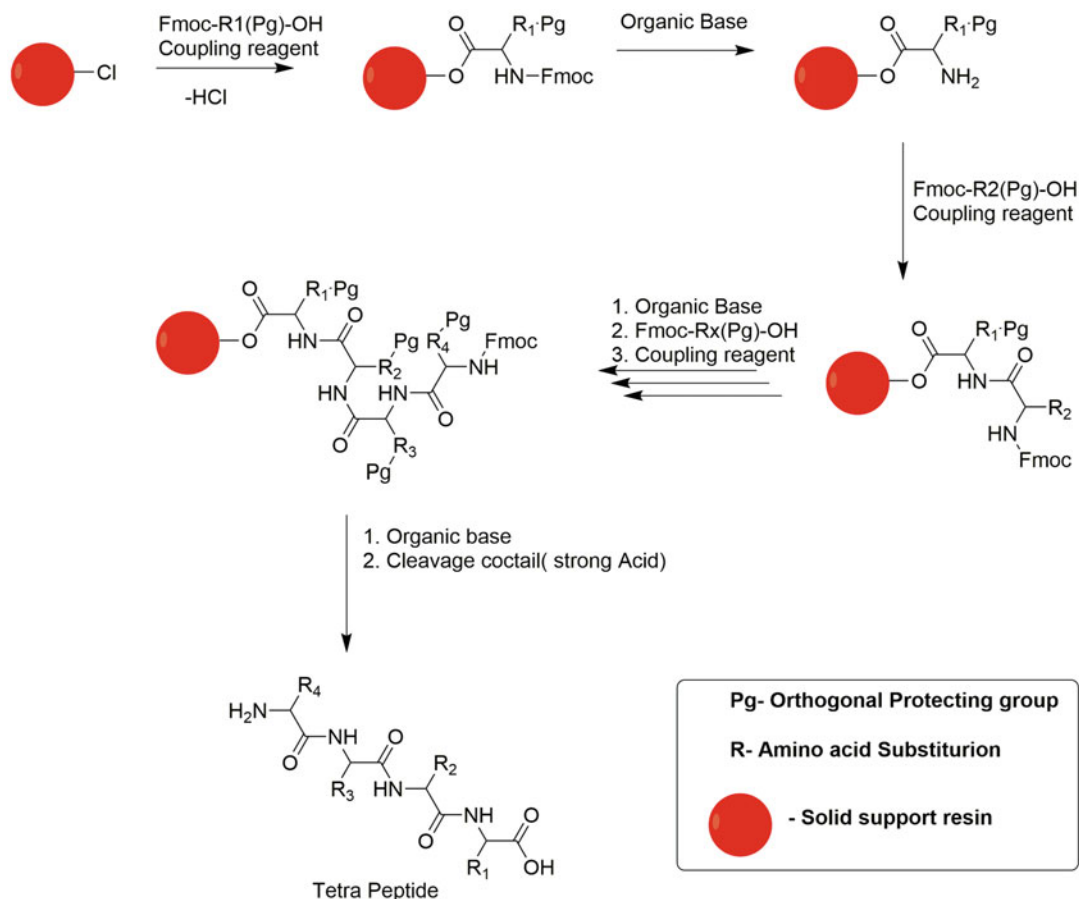 Fmoc-R1(Pg)-OH
Coupling reagent
-HCl
Cl
O
R1·Pg
O
HN
Fmoc
Organic Base
O
R1·Pg
O
NH2
Fmoc-R2(Pg)-OH
Coupling reagent
O
R1·Pg
O
O
HN
R2
HN
Fmoc
1. Organic Base
2. Fmoc-Rx(Pg)-OH
3. Coupling reagent
O
R1·Pg
O
O
HN
Pg
R2
Pg
R4
Fmoc
NH
HN
HN
O
O
R3
Pg
1. Organic base
2. Cleavage coctail( strong Acid)
R4
H2N
O
NH
R3
O
HN
R2
O
NH
R1
O
OH
Tetra Peptide
Pg- Orthogonal Protecting group
R- Amino acid Substiturion
- Solid support resin